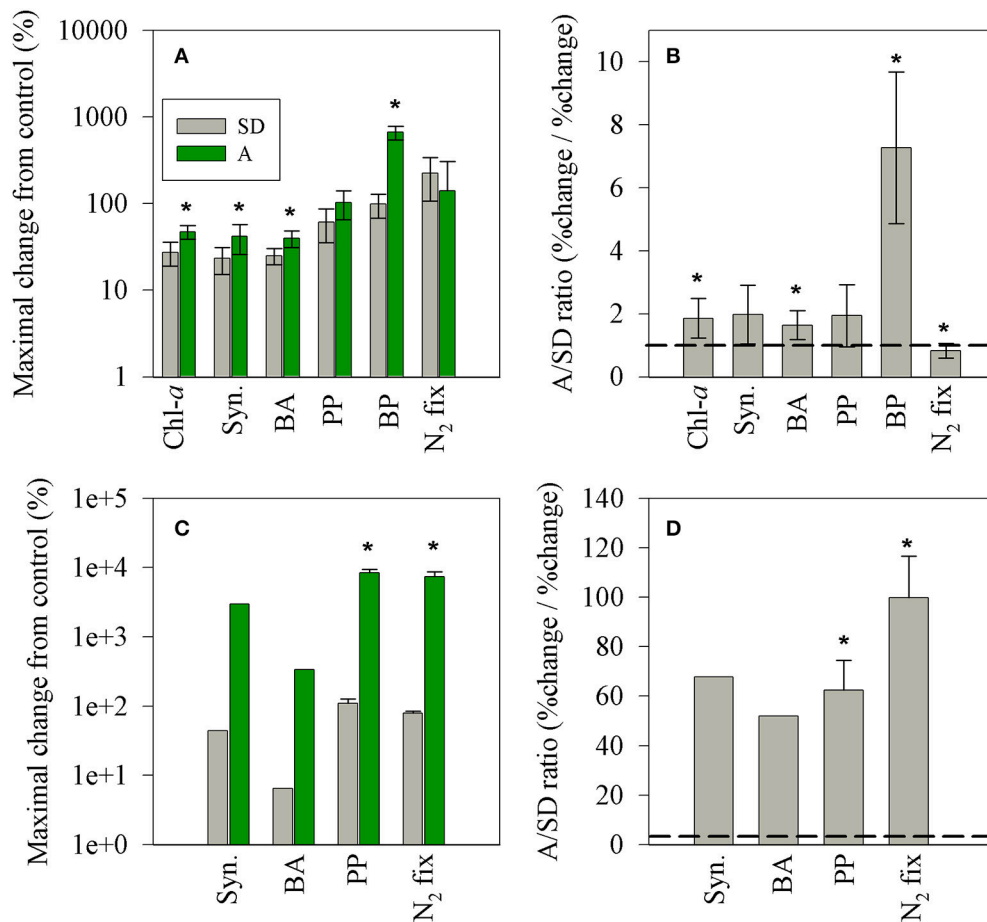 Maximal change from control (%)
10000
1000
100
10
1
A
SD
A
*
*
*
*
Chl-a
Syn.
BA
PP
BP
N2 fix
A/SD ratio (%change / %change)
10
8
6
4
2
0
B
*
*
*
*
Chl-a
Syn.
BA
PP
BP
N2 fix
Maximal change from control (%)
1e+5
1e+4
1e+3
1e+2
1e+1
1e+0
C
*
*
Syn.
BA
PP
N2 fix
A/SD ratio (%change / %change)
140
120
100
80
60
40
20
0
D
*
*
Syn.
BA
PP
N2 fix